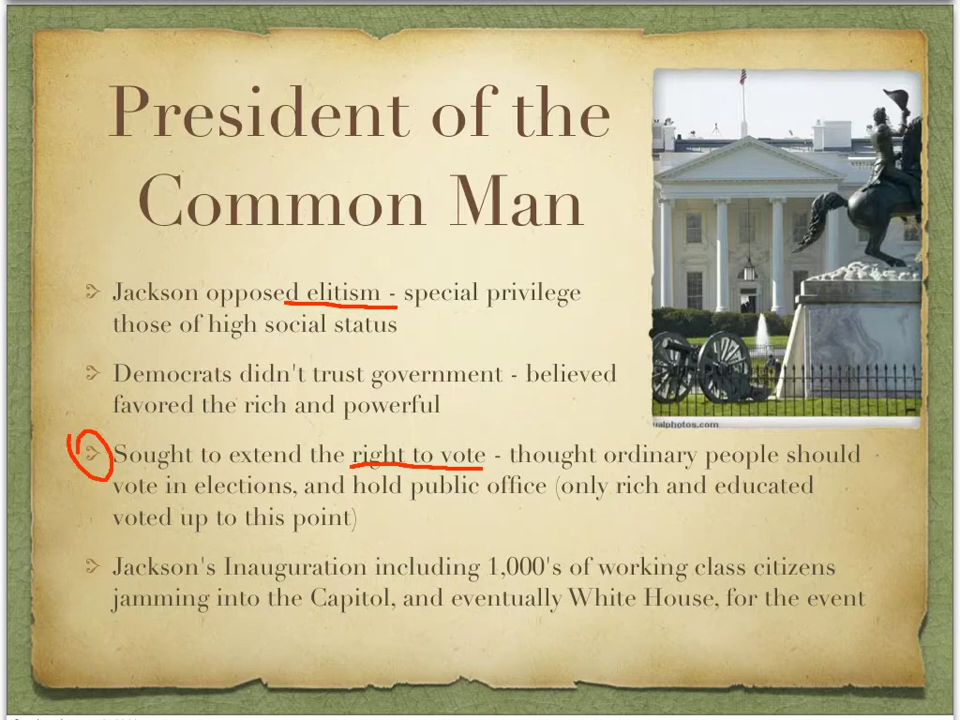 President of the
Common Man
Jackson opposed elitism - special privilege
those of high social status
Democrats didn't trust government - believed
favored the rich and powerful
Sought to extend the right to vote - thought ordinary people should
vote in elections, and hold public office (only rich and educated
voted up to this point)
Jackson's Inauguration including 1,000's of working class citizens
jamming into the Capitol, and eventually White House, for the event